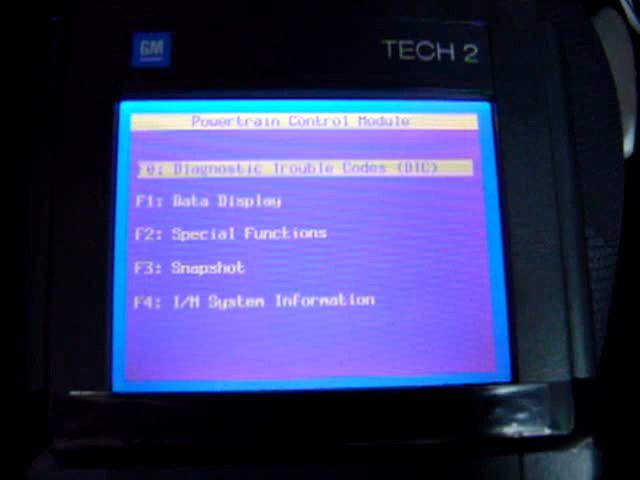 GM
TECH 2
Powertrain Control Module
F0: Diagnostic Trouble Codes (DTC)
F1: Data Display
F2: Special Functions
F3: Snapshot
F4: I/M System Information